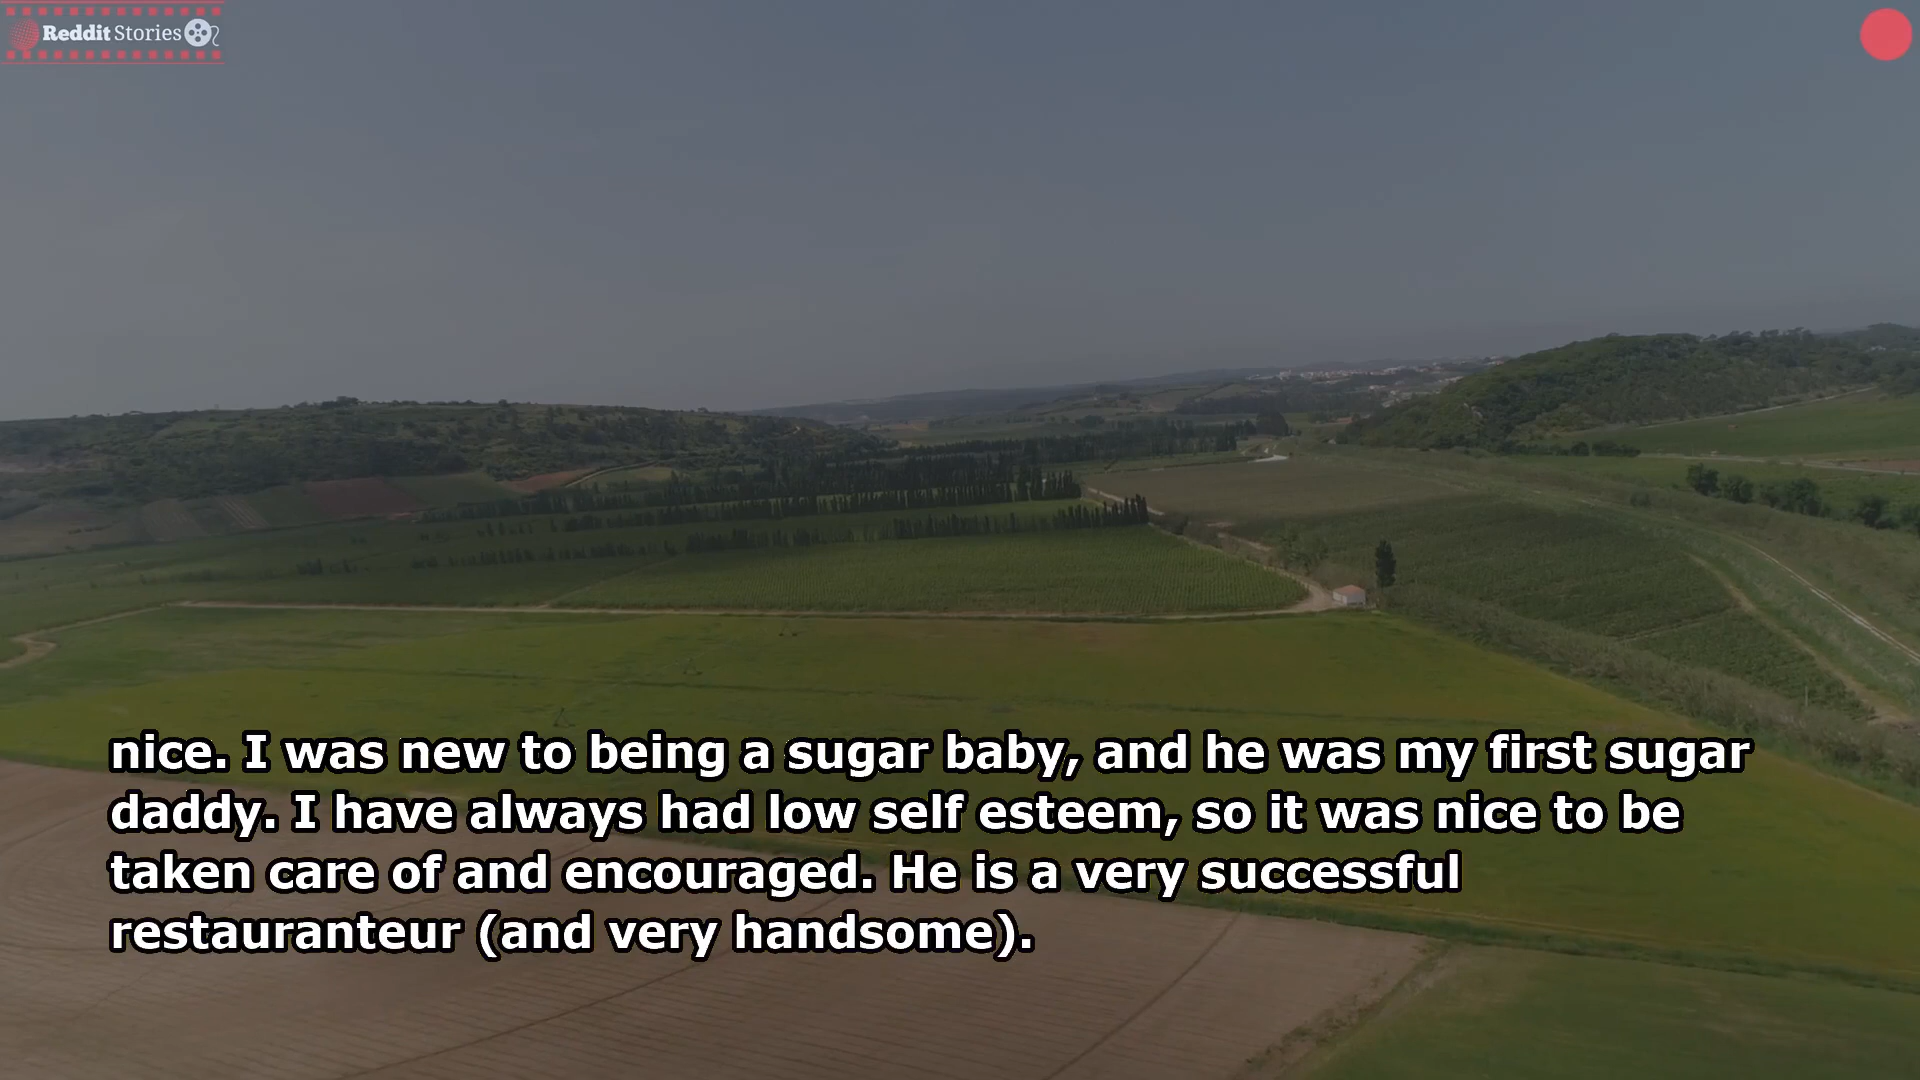 Reddit Stories
nice. I was new to being a sugar baby, and he was my first sugar
daddy. I have always had low self esteem, so it was nice to be
taken care of and encouraged. He is a very successful
restauranteur (and very handsome).